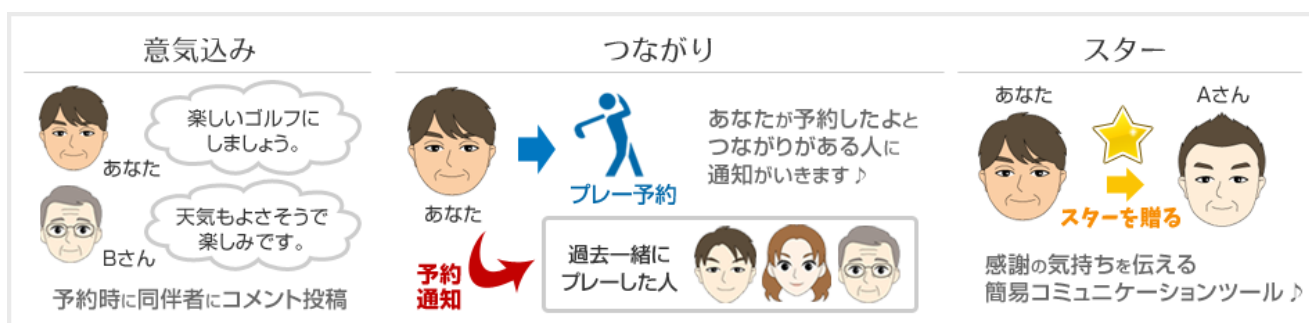 意気込み
楽しいゴルフに
しましょう。
あなた
天気もよさそうで
楽しみです。
Bさん
予約時に同伴者にコメント投稿
つながり
あなた
プレー予約
あなたが予約したよと
つながりがある人に
通知がいきます♪
予約
通知
過去一緒に
プレーした人
スター
あなた
Aさん
スターを贈る
感謝の気持ちを伝える
簡易コミュニケーションツール♪